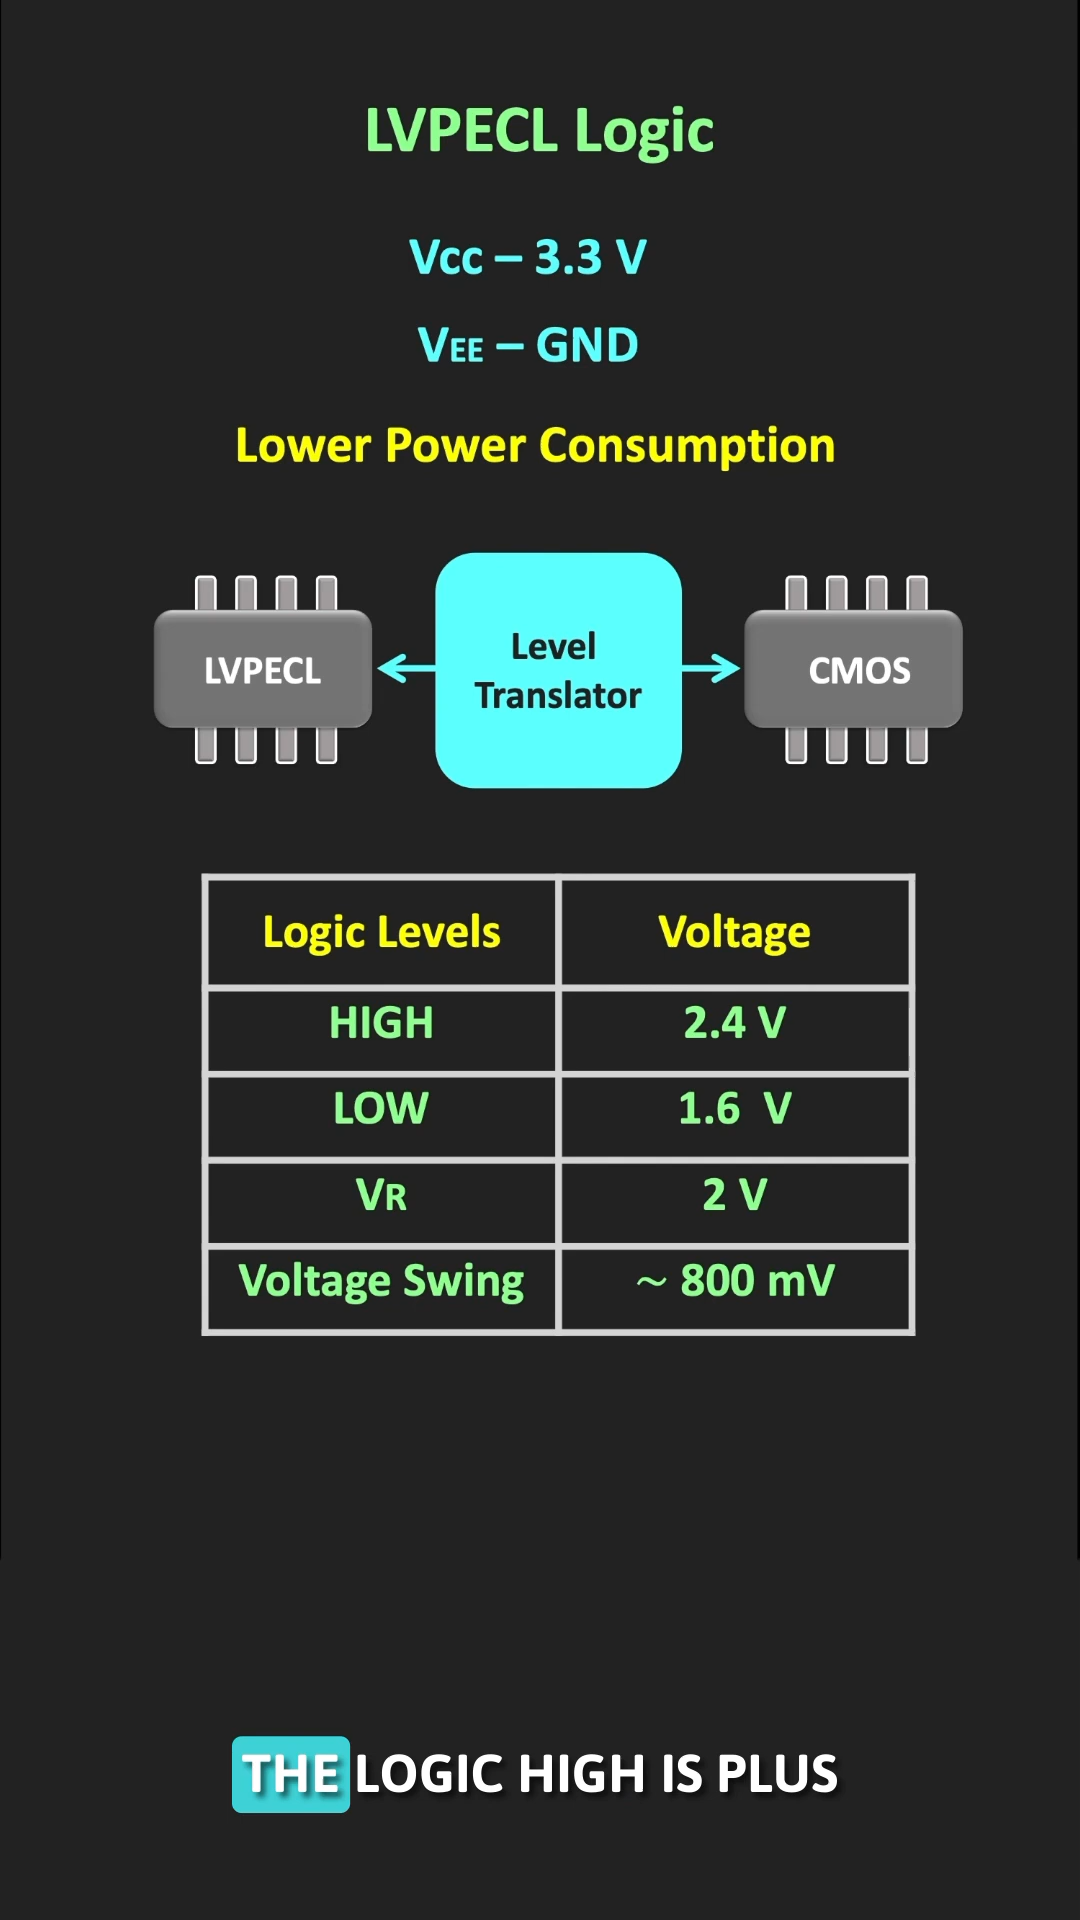 LVPECL Logic
Vcc – 3.3 V
VEE – GND
Lower Power Consumption
LVPECL
Level
Translator
CMOS
Logic Levels Voltage
HIGH 2.4 V
LOW 1.6 V
VR 2 V
Voltage Swing ~ 800 mV
THE LOGIC HIGH IS PLUS